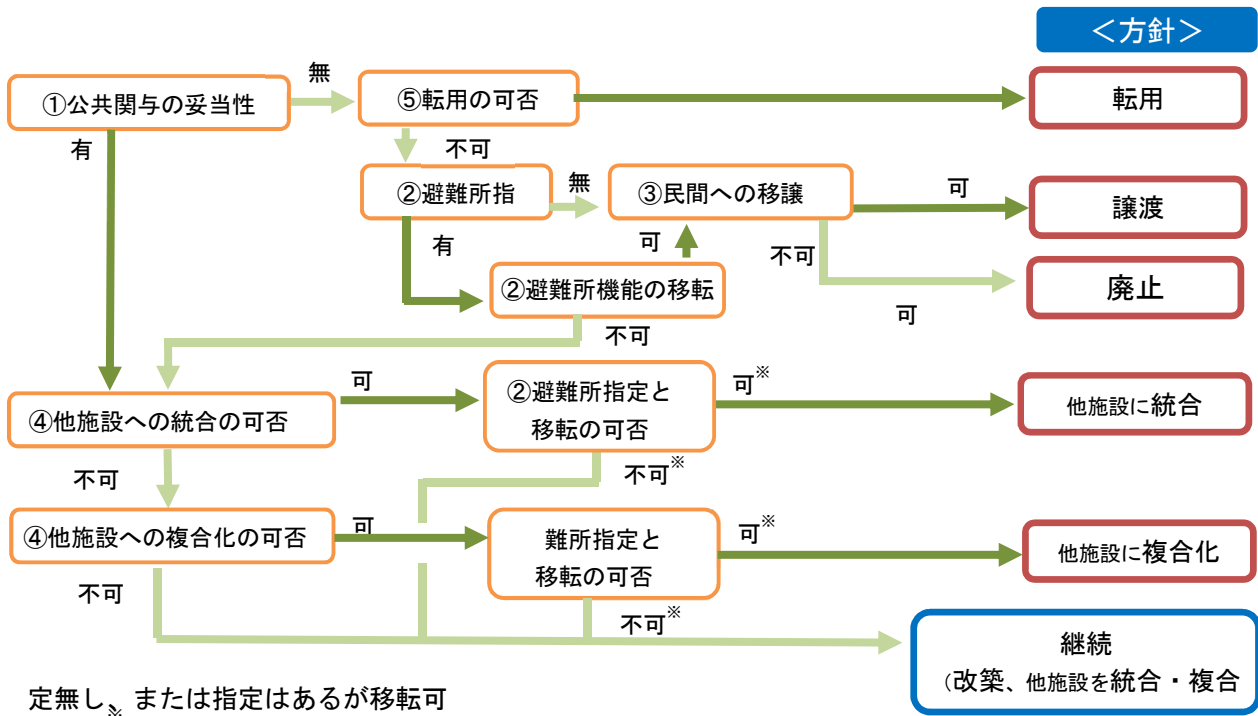 ＜方針＞
①公共関与の妥当性
無
⑤転用の可否
転用
有
不可
②避難所指
無
③民間への移譲
可
譲渡
有
可
不可
②避難所機能の移転
廃止
可
不可
④他施設への統合の可否
可
②避難所指定と
移転の可否
可※
他施設に統合
不可
不可※
④他施設への複合化の可否
可
難所指定と
移転の可否
可※
他施設に複合化
不可
不可※
継続
（改築、他施設を統合・複合
定無し、または指定はあるが移転可
※